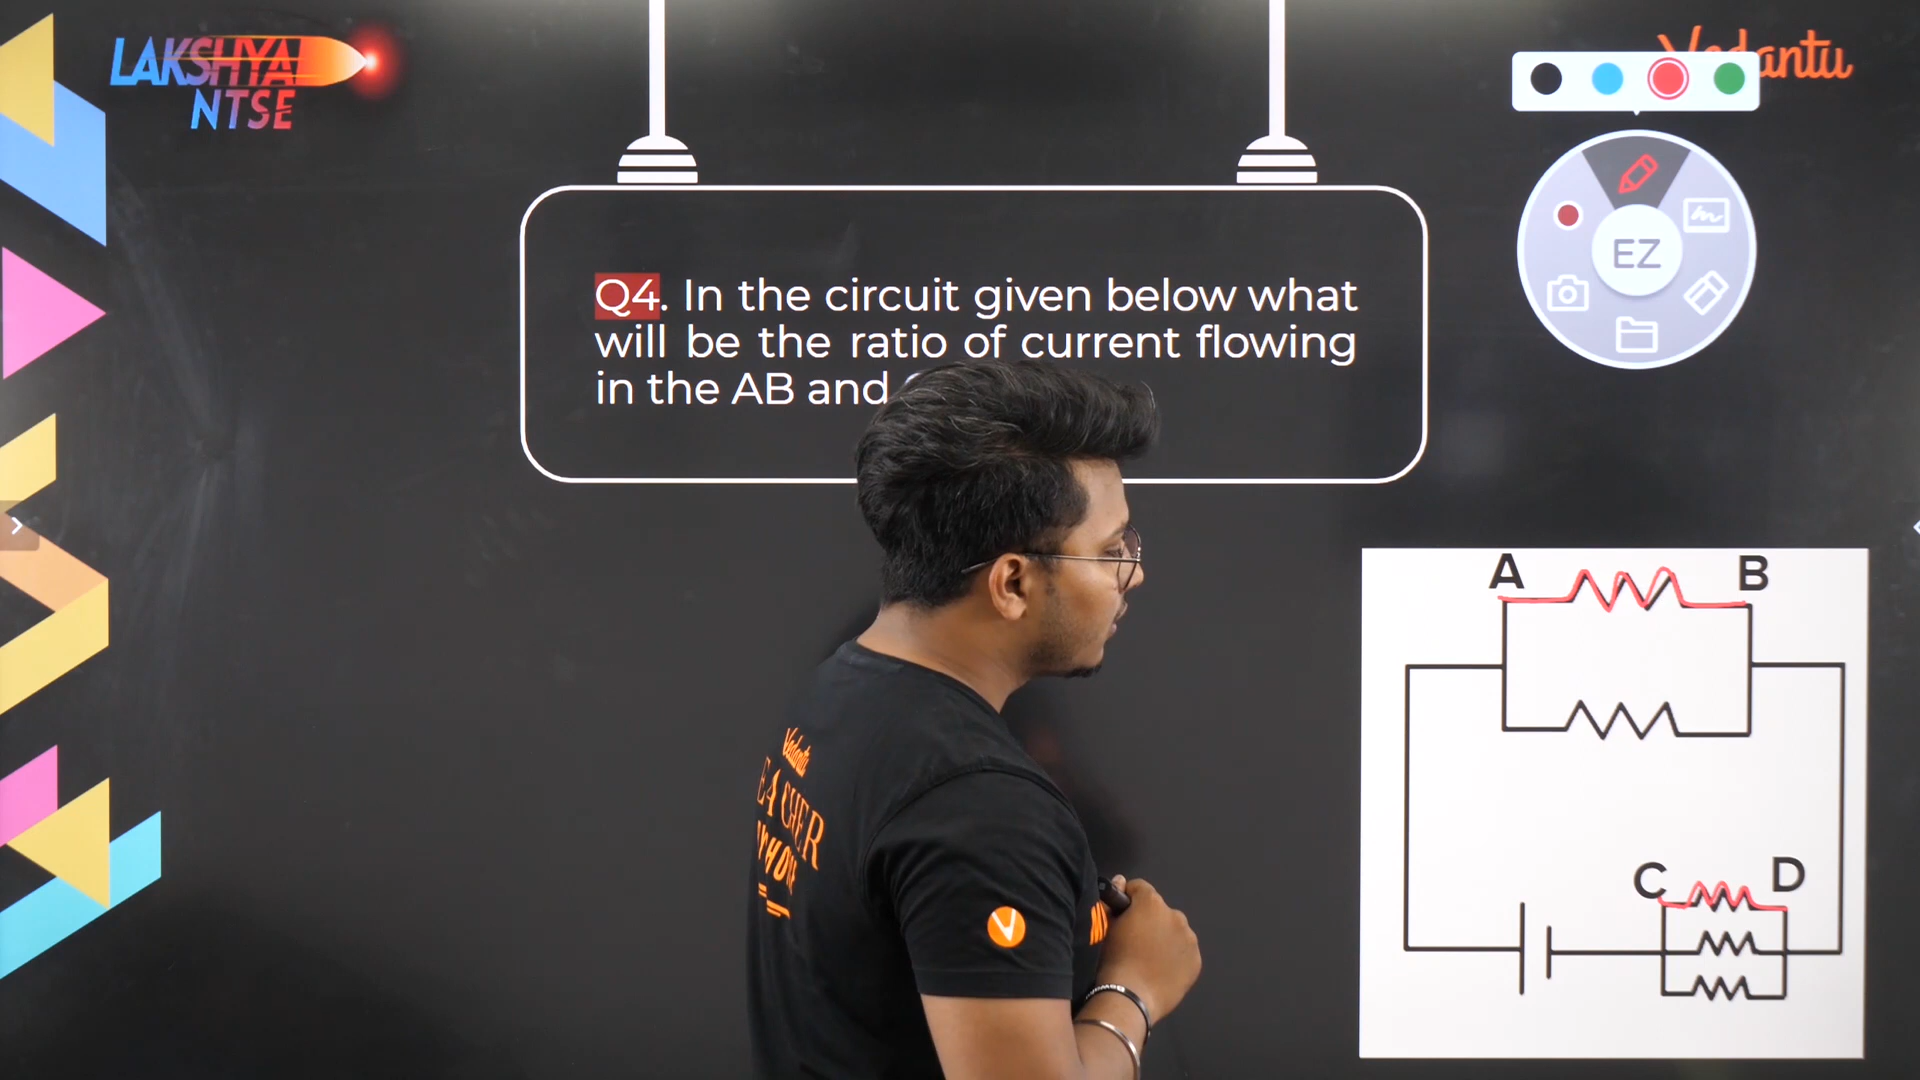 LAKSHYA
NTSE
EZ
Q4. In the circuit given below what
will be the ratio of current flowing
in the AB and
A B
C D
Vedantu